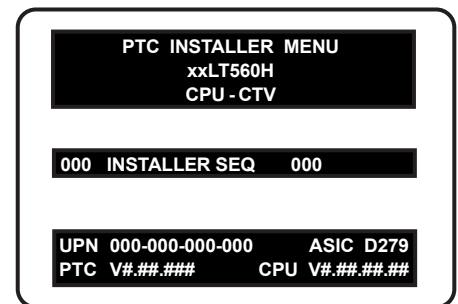 PTC INSTALLER MENU
xxLT560H
CPU - CTV
000 INSTALLER SEQ 000
UPN 000-000-000-000 ASIC D279
PTC V#.##.### CPU V#.##.##.##